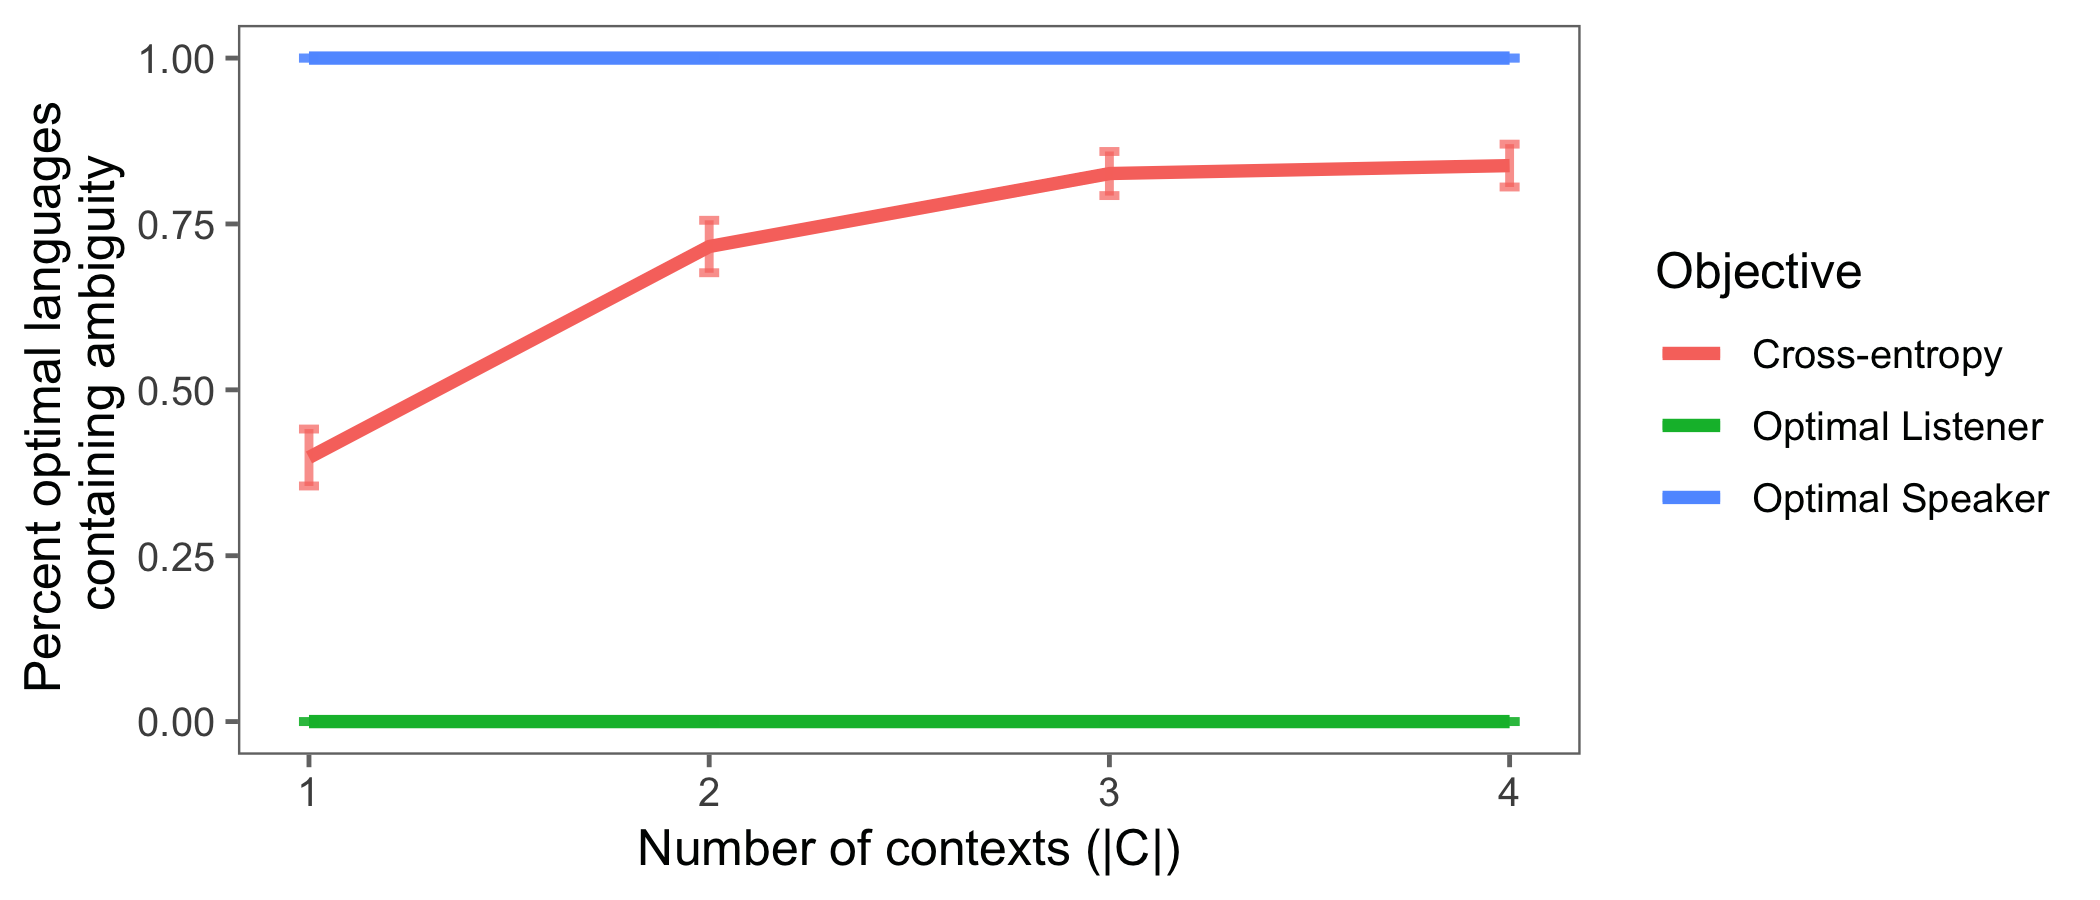 Percent optimal languages
containing ambiguity
1.00
0.75
0.50
0.25
0.00
1
2
3
4
Number of contexts (|C|)
Objective
Cross-entropy
Optimal Listener
Optimal Speaker